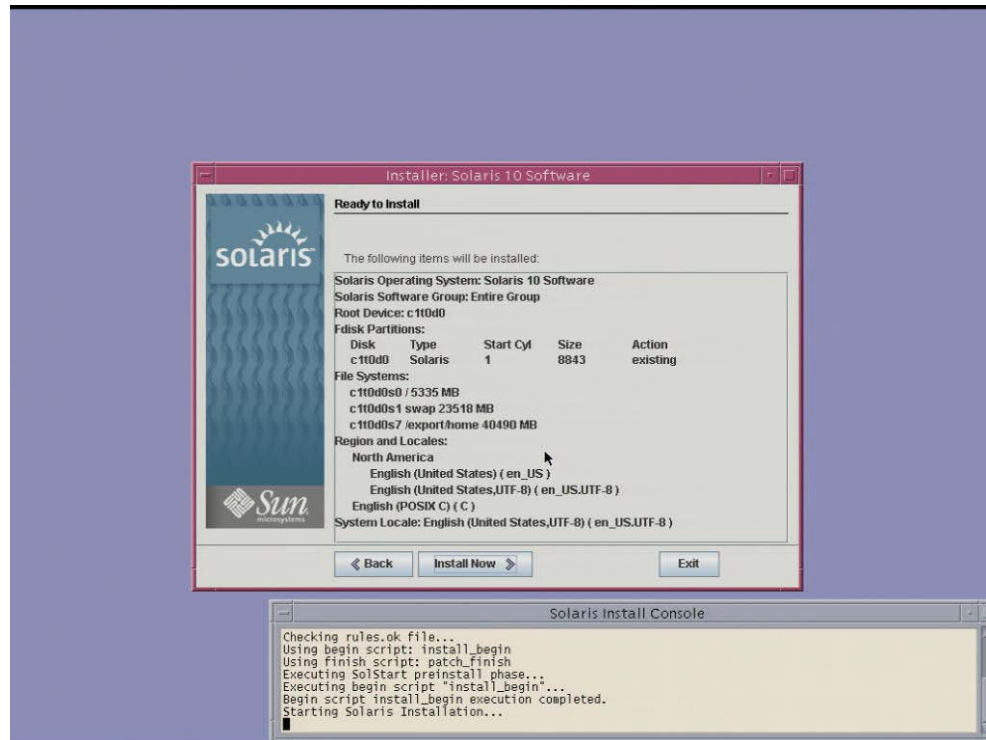 Installer: Solaris 10 Software
Ready to Install
solaris
The following items will be installed:
Solaris Operating System: Solaris 10 Software
Solaris Software Group: Entire Group
Root Device: c1t0d0
Fdisk Partitions:
Disk Type Start Cyl Size Action
c1t0d0 Solaris 1 8843 existing
File Systems:
c1t0d0s0 / 5335 MB
c1t0d0s1 swap 23518 MB
c1t0d0s7 /export/home 40490 MB
Region and Locales:
North America
English (United States) ( en_US )
English (United States,UTF-8) ( en_US.UTF-8 )
English (POSIX C) ( C )
System Locale: English (United States,UTF-8) ( en_US.UTF-8 )
Sun
microsystems
Back Install Now Exit
Solaris Install Console
Checking rules.ok file...
Using begin script: install_begin
Using finish script: patch_finish
Executing SolStart preinstall phase...
Executing begin script "install_begin"...
Begin script install_begin execution completed.
Starting Solaris Installation...